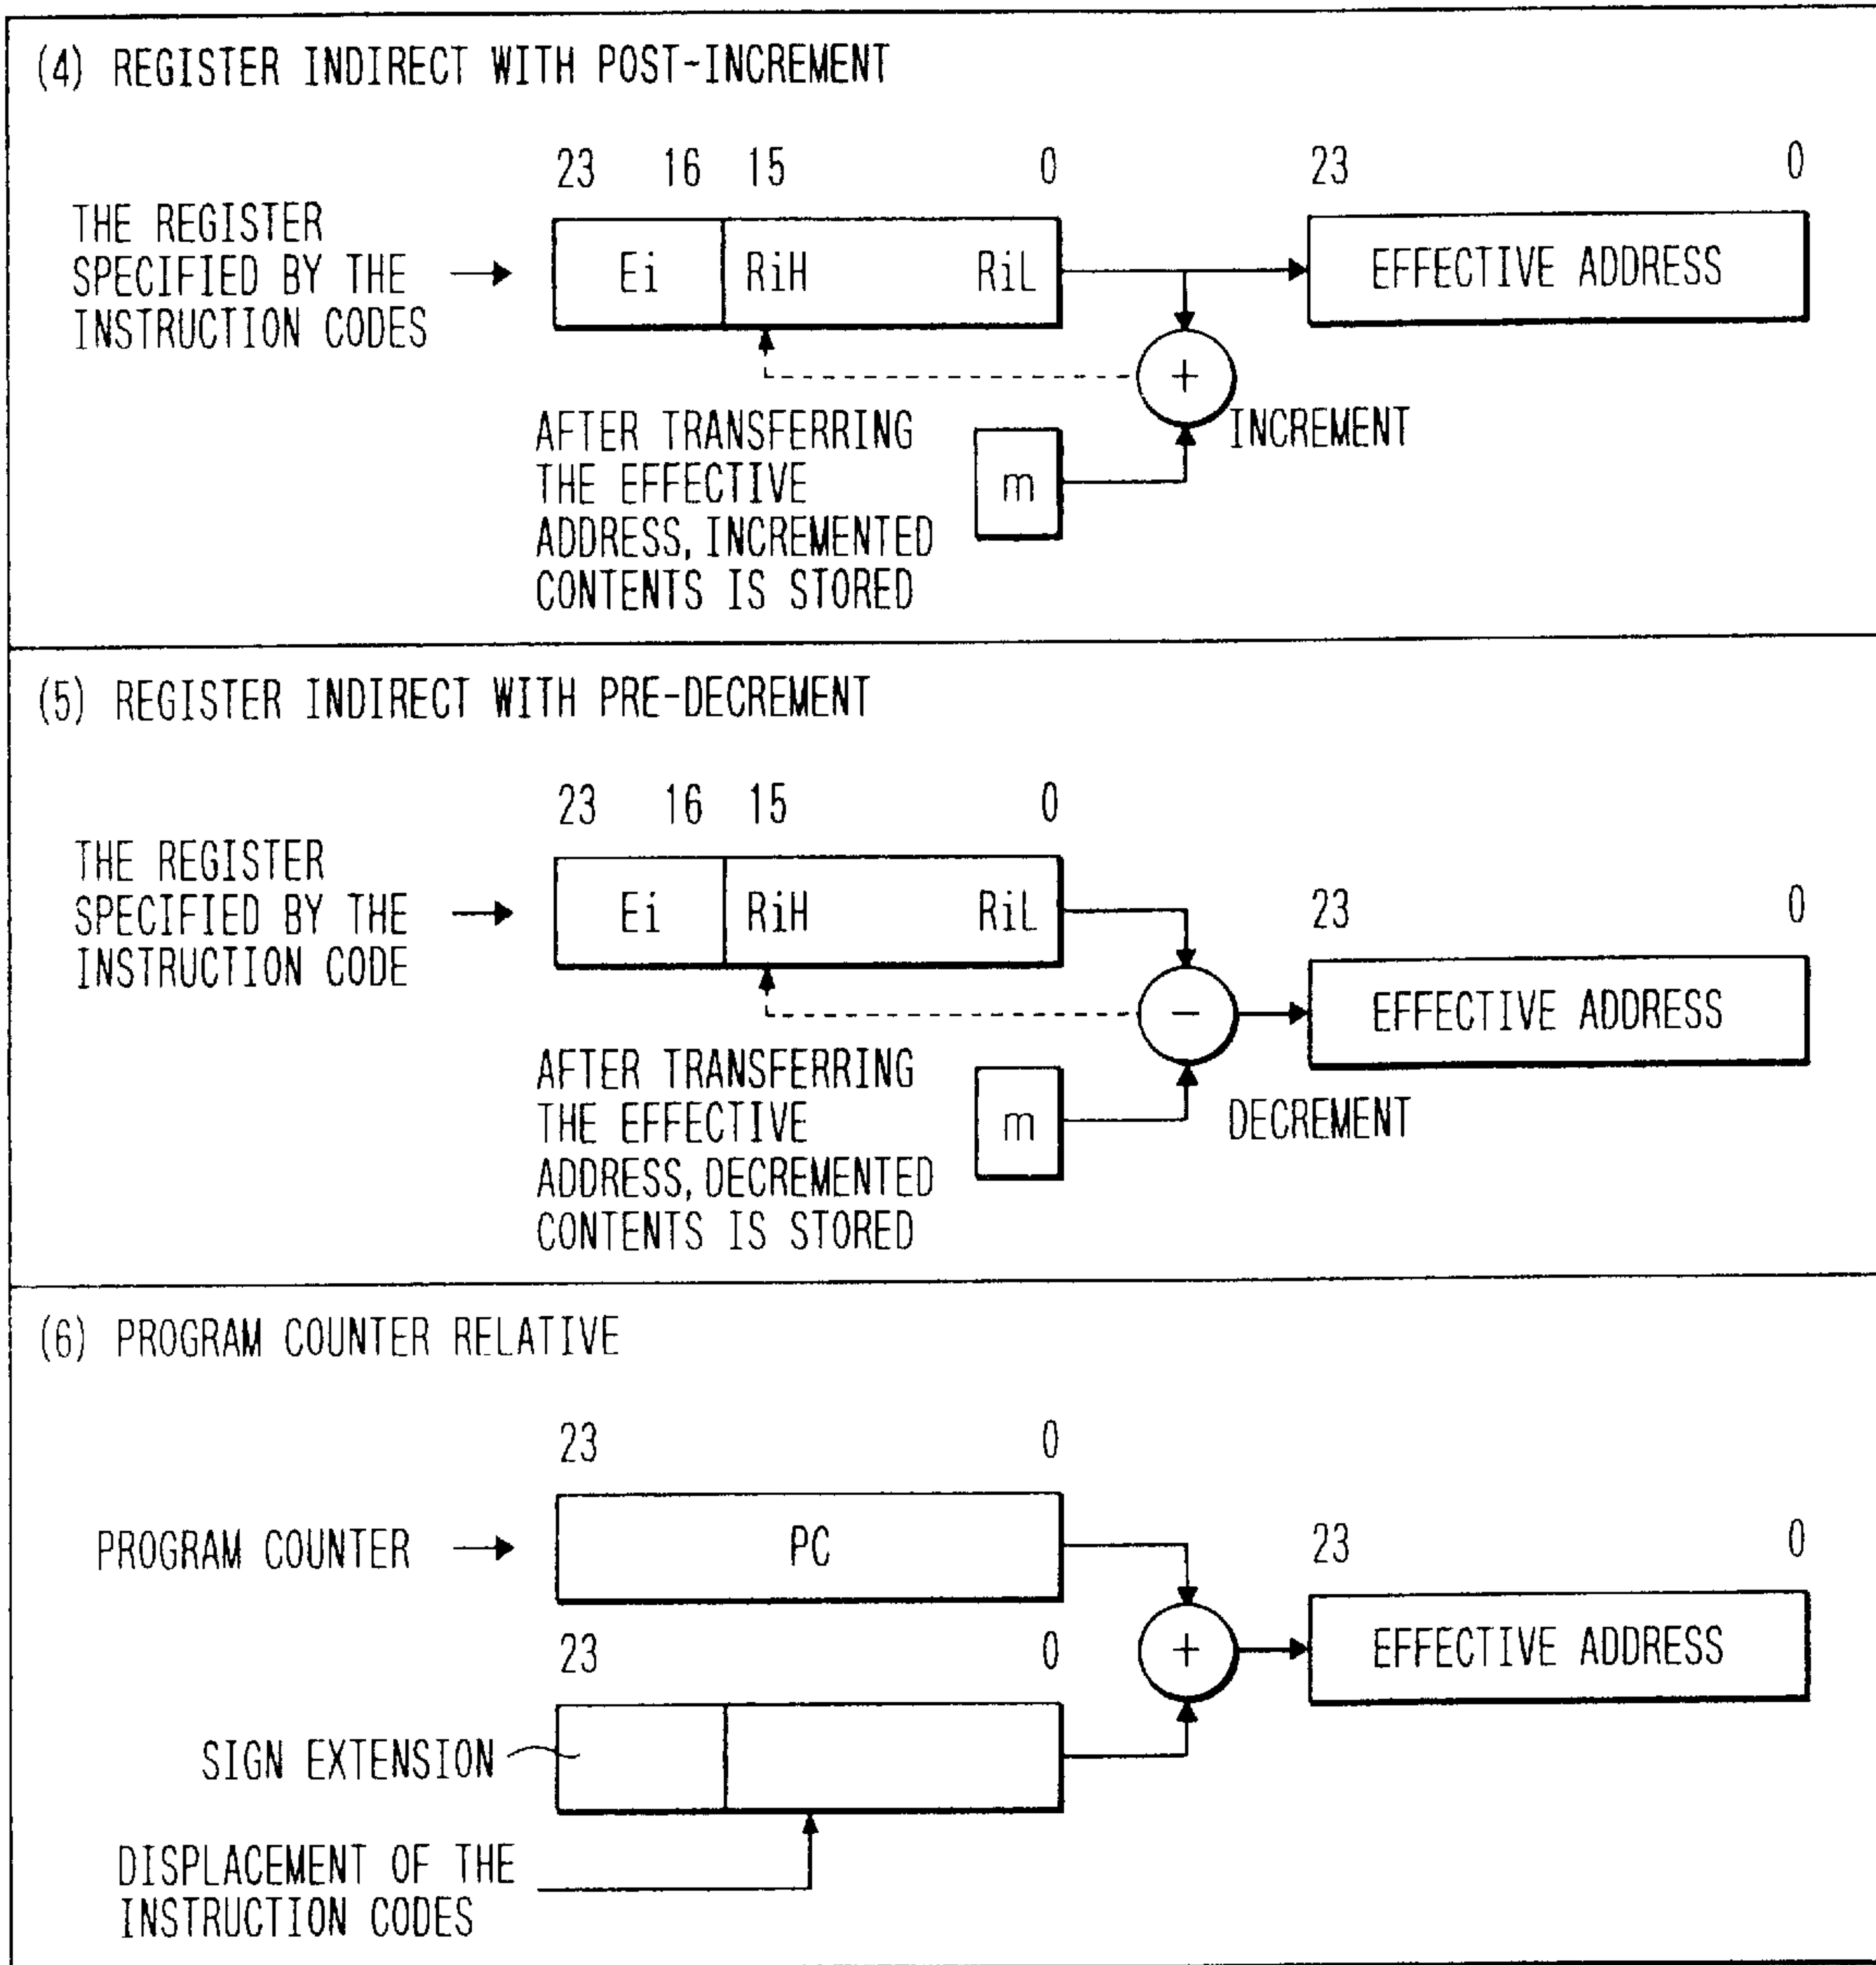 (4) REGISTER INDIRECT WITH POST-INCREMENT
23 16 15 0 23 0
THE REGISTER
SPECIFIED BY THE
INSTRUCTION CODES
Ei RiH RiL
EFFECTIVE ADDRESS
+
INCREMENT
AFTER TRANSFERRING
THE EFFECTIVE
ADDRESS, INCREMENTED
CONTENTS IS STORED
m
(5) REGISTER INDIRECT WITH PRE-DECREMENT
23 16 15 0
THE REGISTER
SPECIFIED BY THE
INSTRUCTION CODE
Ei RiH RiL
23 0
EFFECTIVE ADDRESS
-
DECREMENT
AFTER TRANSFERRING
THE EFFECTIVE
ADDRESS, DECREMENTED
CONTENTS IS STORED
m
(6) PROGRAM COUNTER RELATIVE
23 0
PROGRAM COUNTER
PC
23 0
23 0
+
EFFECTIVE ADDRESS
SIGN EXTENSION
DISPLACEMENT OF THE
INSTRUCTION CODES